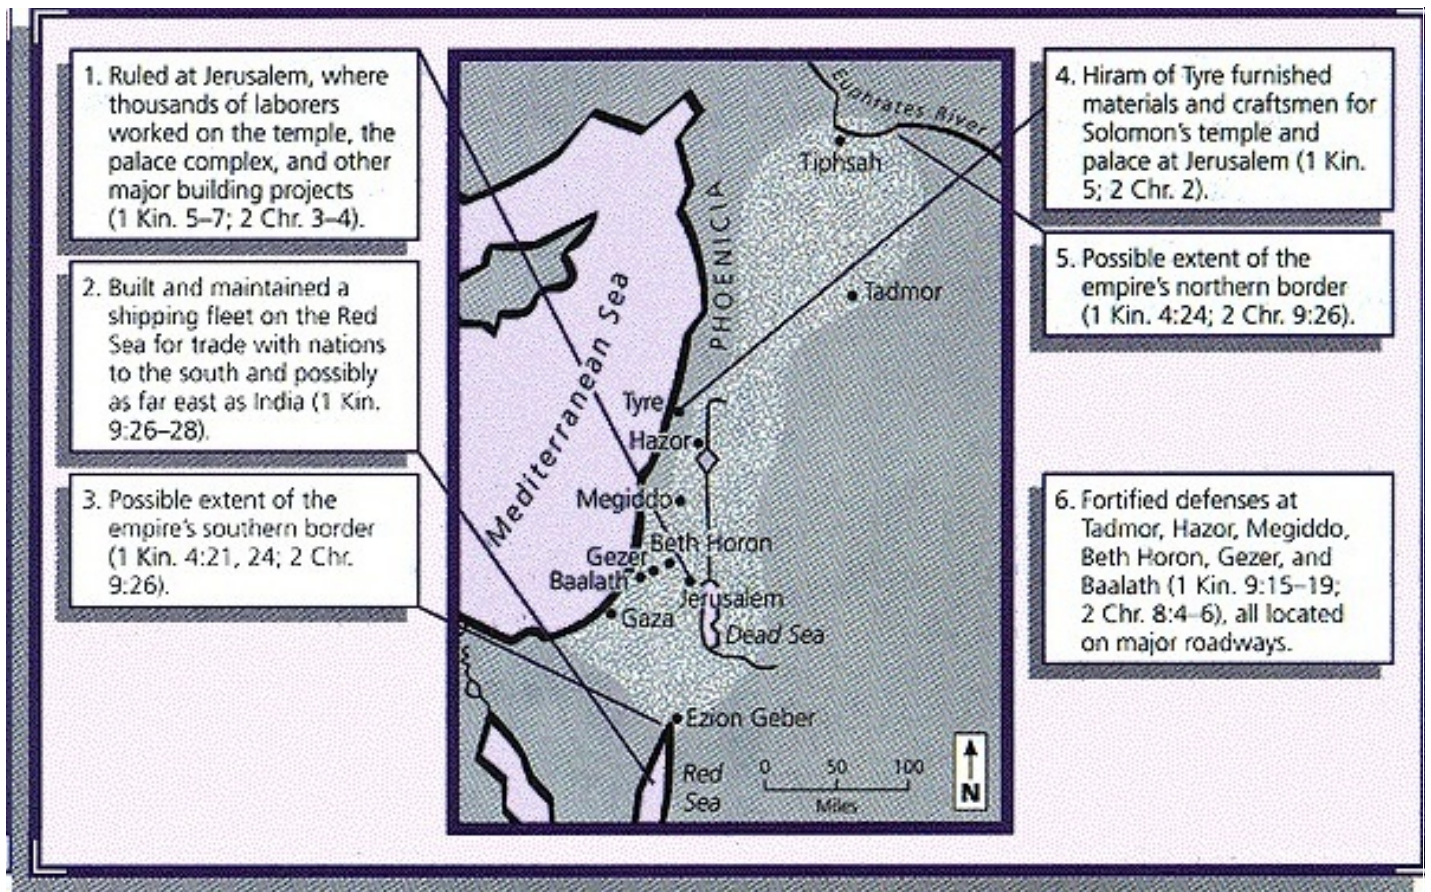 1. Ruled at Jerusalem, where
thousands of laborers
worked on the temple, the
palace complex, and other
major building projects
(1 Kin. 5–7; 2 Chr. 3–4).
2. Built and maintained a
shipping fleet on the Red
Sea for trade with nations
to the south and possibly
as far east as India (1 Kin.
9:26–28).
3. Possible extent of the
empire's southern border
(1 Kin. 4:21, 24; 2 Chr.
9:26).
Euphrates River
Tiphsah
PHOENICIA
Tadmor
Mediterranean Sea
Tyre
Hazor
Megiddo
Beth Horon
Gezer
Baalath
Jerusalem
Gaza
Dead Sea
Ezion Geber
Red
Sea
0 50 100
Miles
N
4. Hiram of Tyre furnished
materials and craftsmen for
Solomon's temple and
palace at Jerusalem (1 Kin.
5; 2 Chr. 2).
5. Possible extent of the
empire's northern border
(1 Kin. 4:24; 2 Chr. 9:26).
6. Fortified defenses at
Tadmor, Hazor, Megiddo,
Beth Horon, Gezer, and
Baalath (1 Kin. 9:15–19;
2 Chr. 8:4–6), all located
on major roadways.